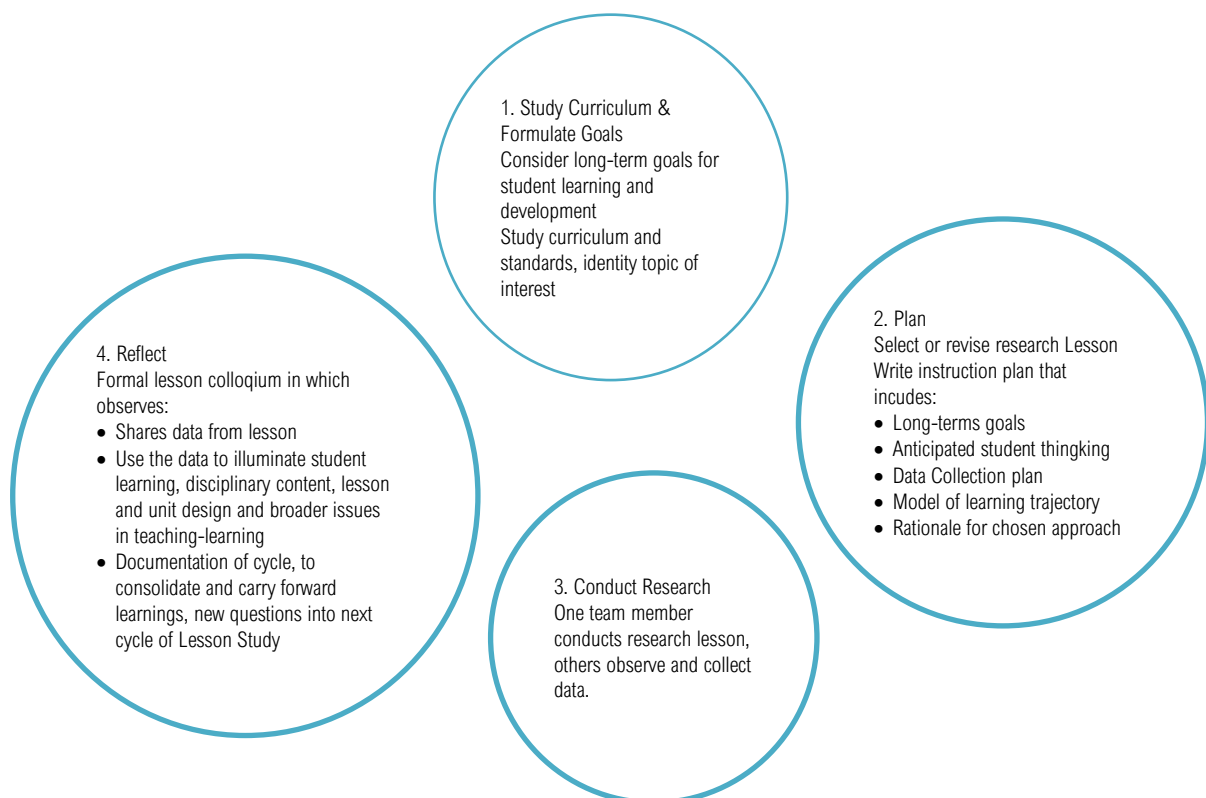 1. Study Curriculum &
Formulate Goals
Consider long-term goals for
student learning and
development
Study curriculum and
standards, identity topic of
interest
2. Plan
Select or revise research Lesson
Write instruction plan that
incudes:
• Long-terms goals
• Anticipated student thingking
• Data Collection plan
• Model of learning trajectory
• Rationale for chosen approach
3. Conduct Research
One team member
conducts research lesson,
others observe and collect
data.
4. Reflect
Formal lesson colloqium in which
observes:
• Shares data from lesson
• Use the data to illuminate student
learning, disciplinary content, lesson
and unit design and broader issues
in teaching-learning
• Documentation of cycle, to
consolidate and carry forward
learnings, new questions into next
cycle of Lesson Study